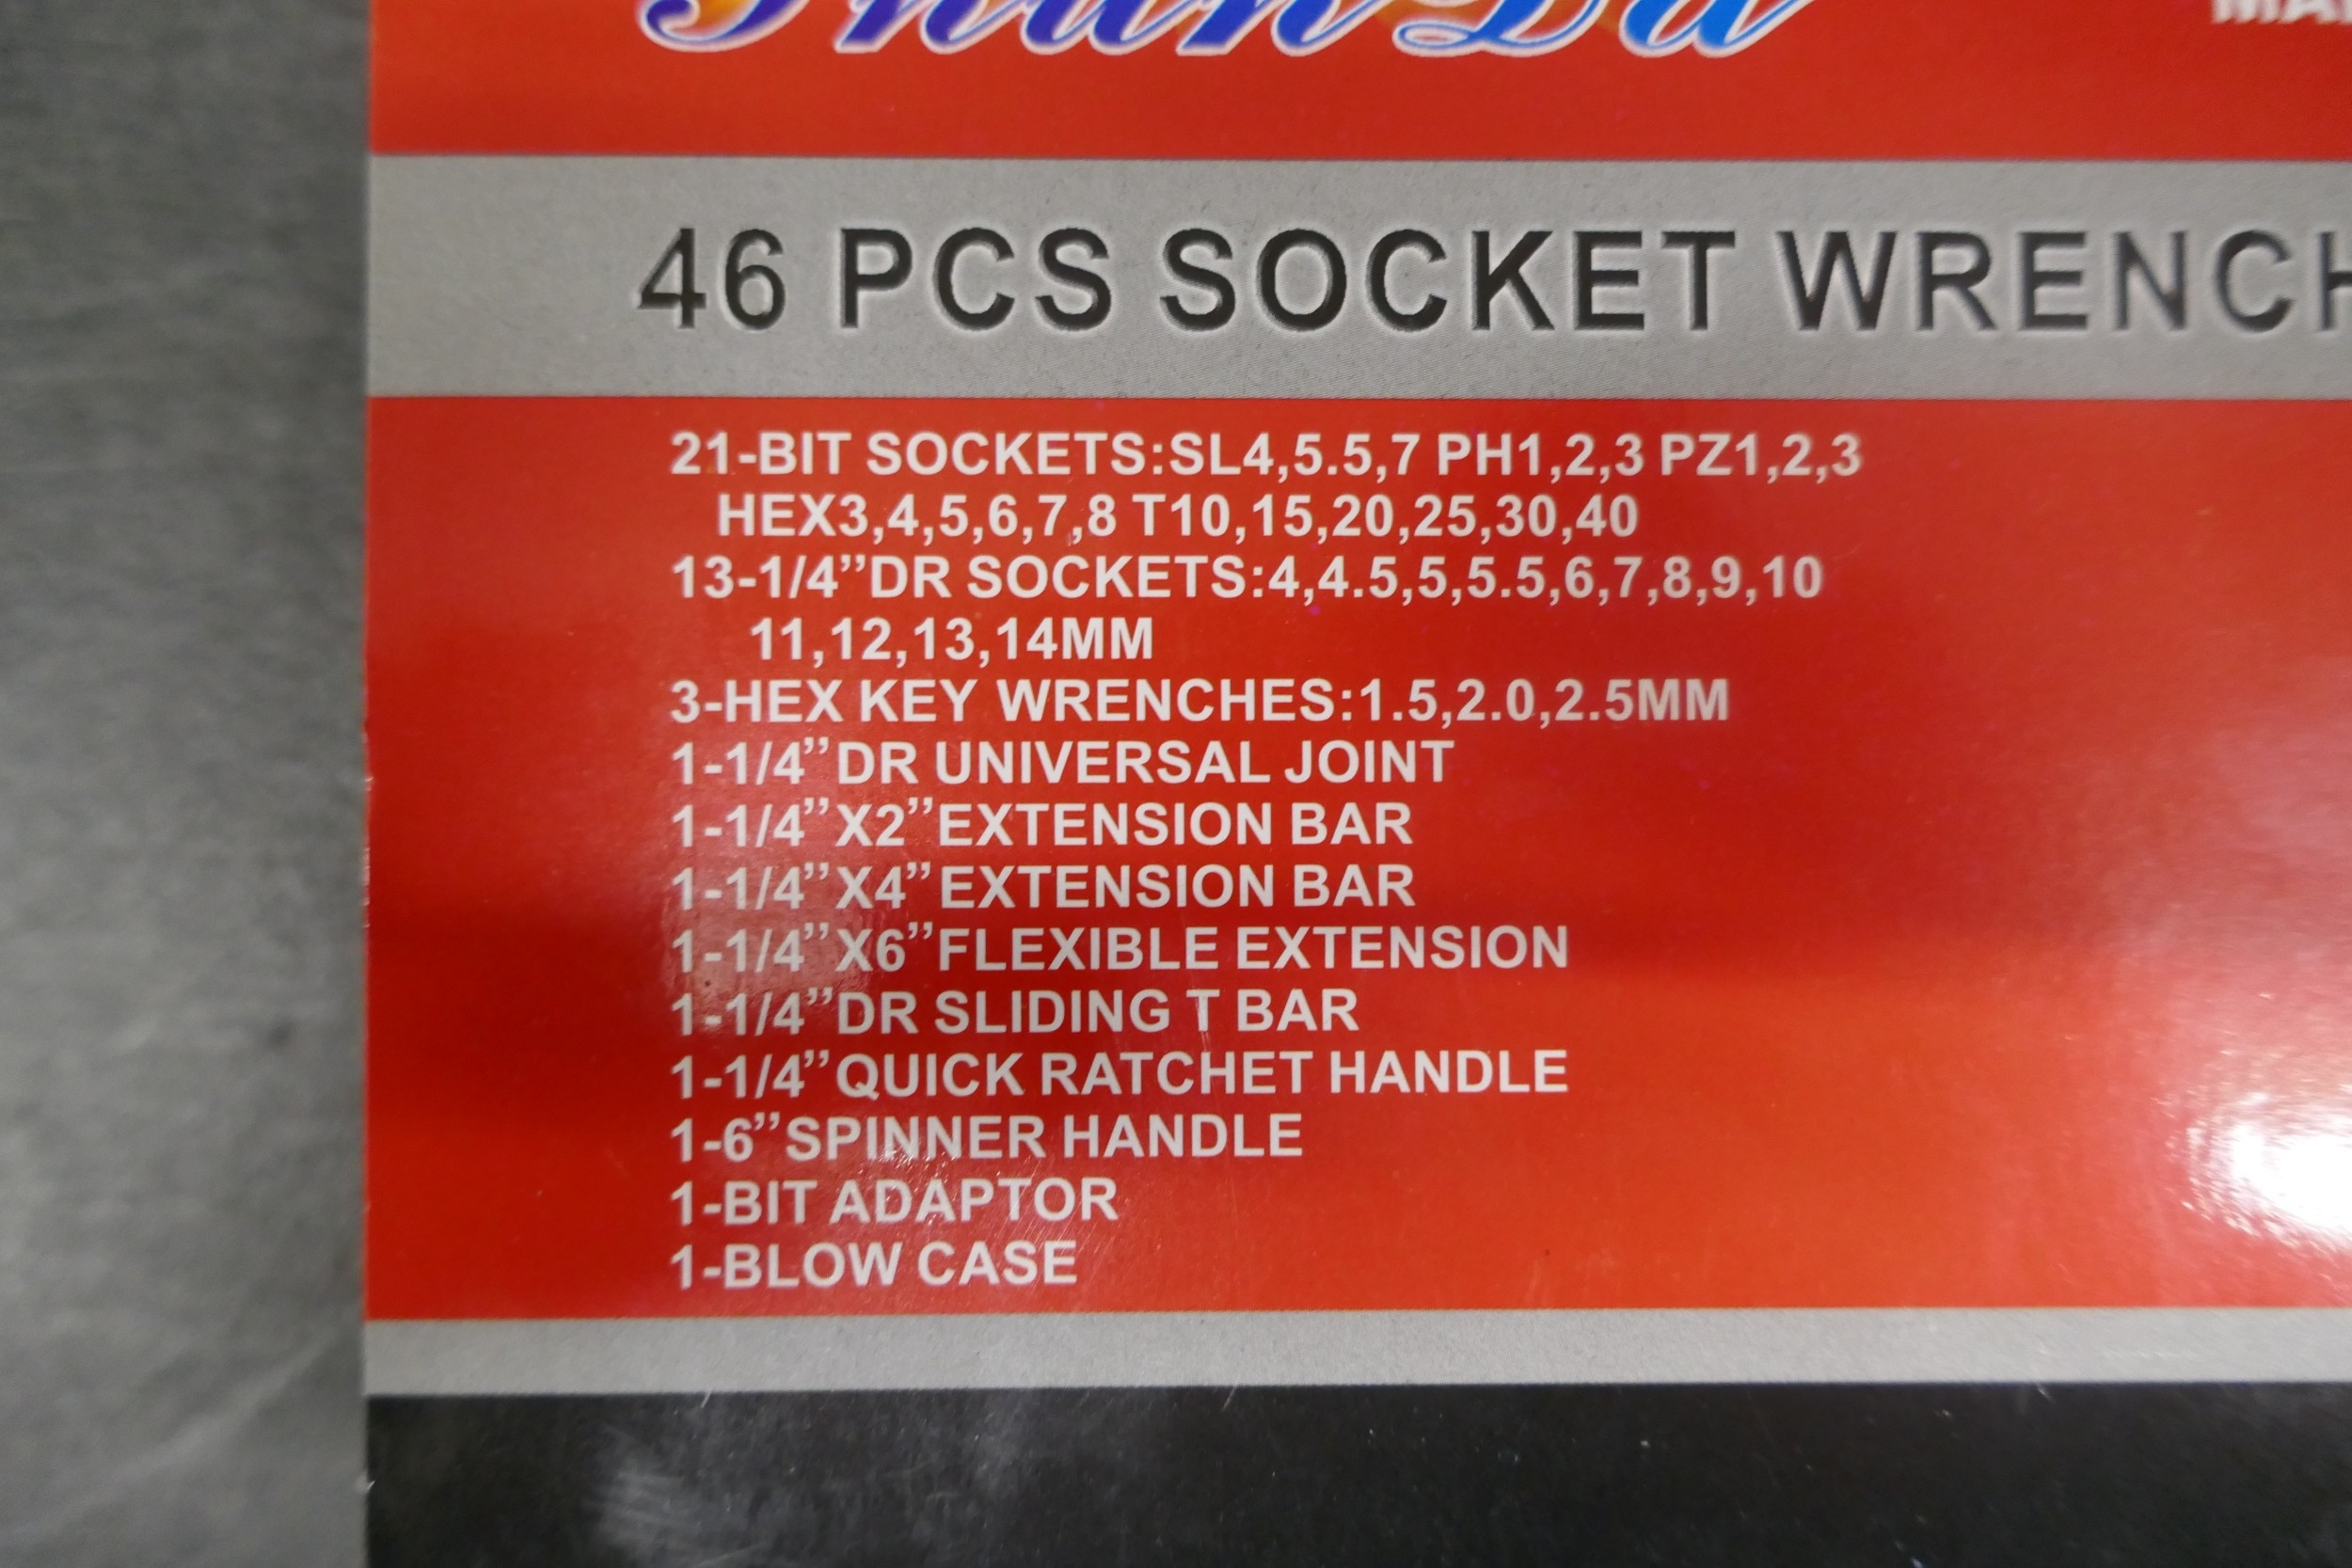 46 PCS SOCKET WRENCH
21-BIT SOCKETS:SL4,5.5,7 PH1,2,3 PZ1,2,3
HEX3,4,5,6,7,8 T10,15,20,25,30,40
13-1/4”DR SOCKETS:4,4.5,5,5.5,6,7,8,9,10
11,12,13,14MM
3-HEX KEY WRENCHES:1.5,2.0,2.5MM
1-1/4”DR UNIVERSAL JOINT
1-1/4”X2”EXTENSION BAR
1-1/4”X4”EXTENSION BAR
1-1/4”X6”FLEXIBLE EXTENSION
1-1/4”DR SLIDING T BAR
1-1/4”QUICK RATCHET HANDLE
1-6”SPINNER HANDLE
1-BIT ADAPTOR
1-BLOW CASE